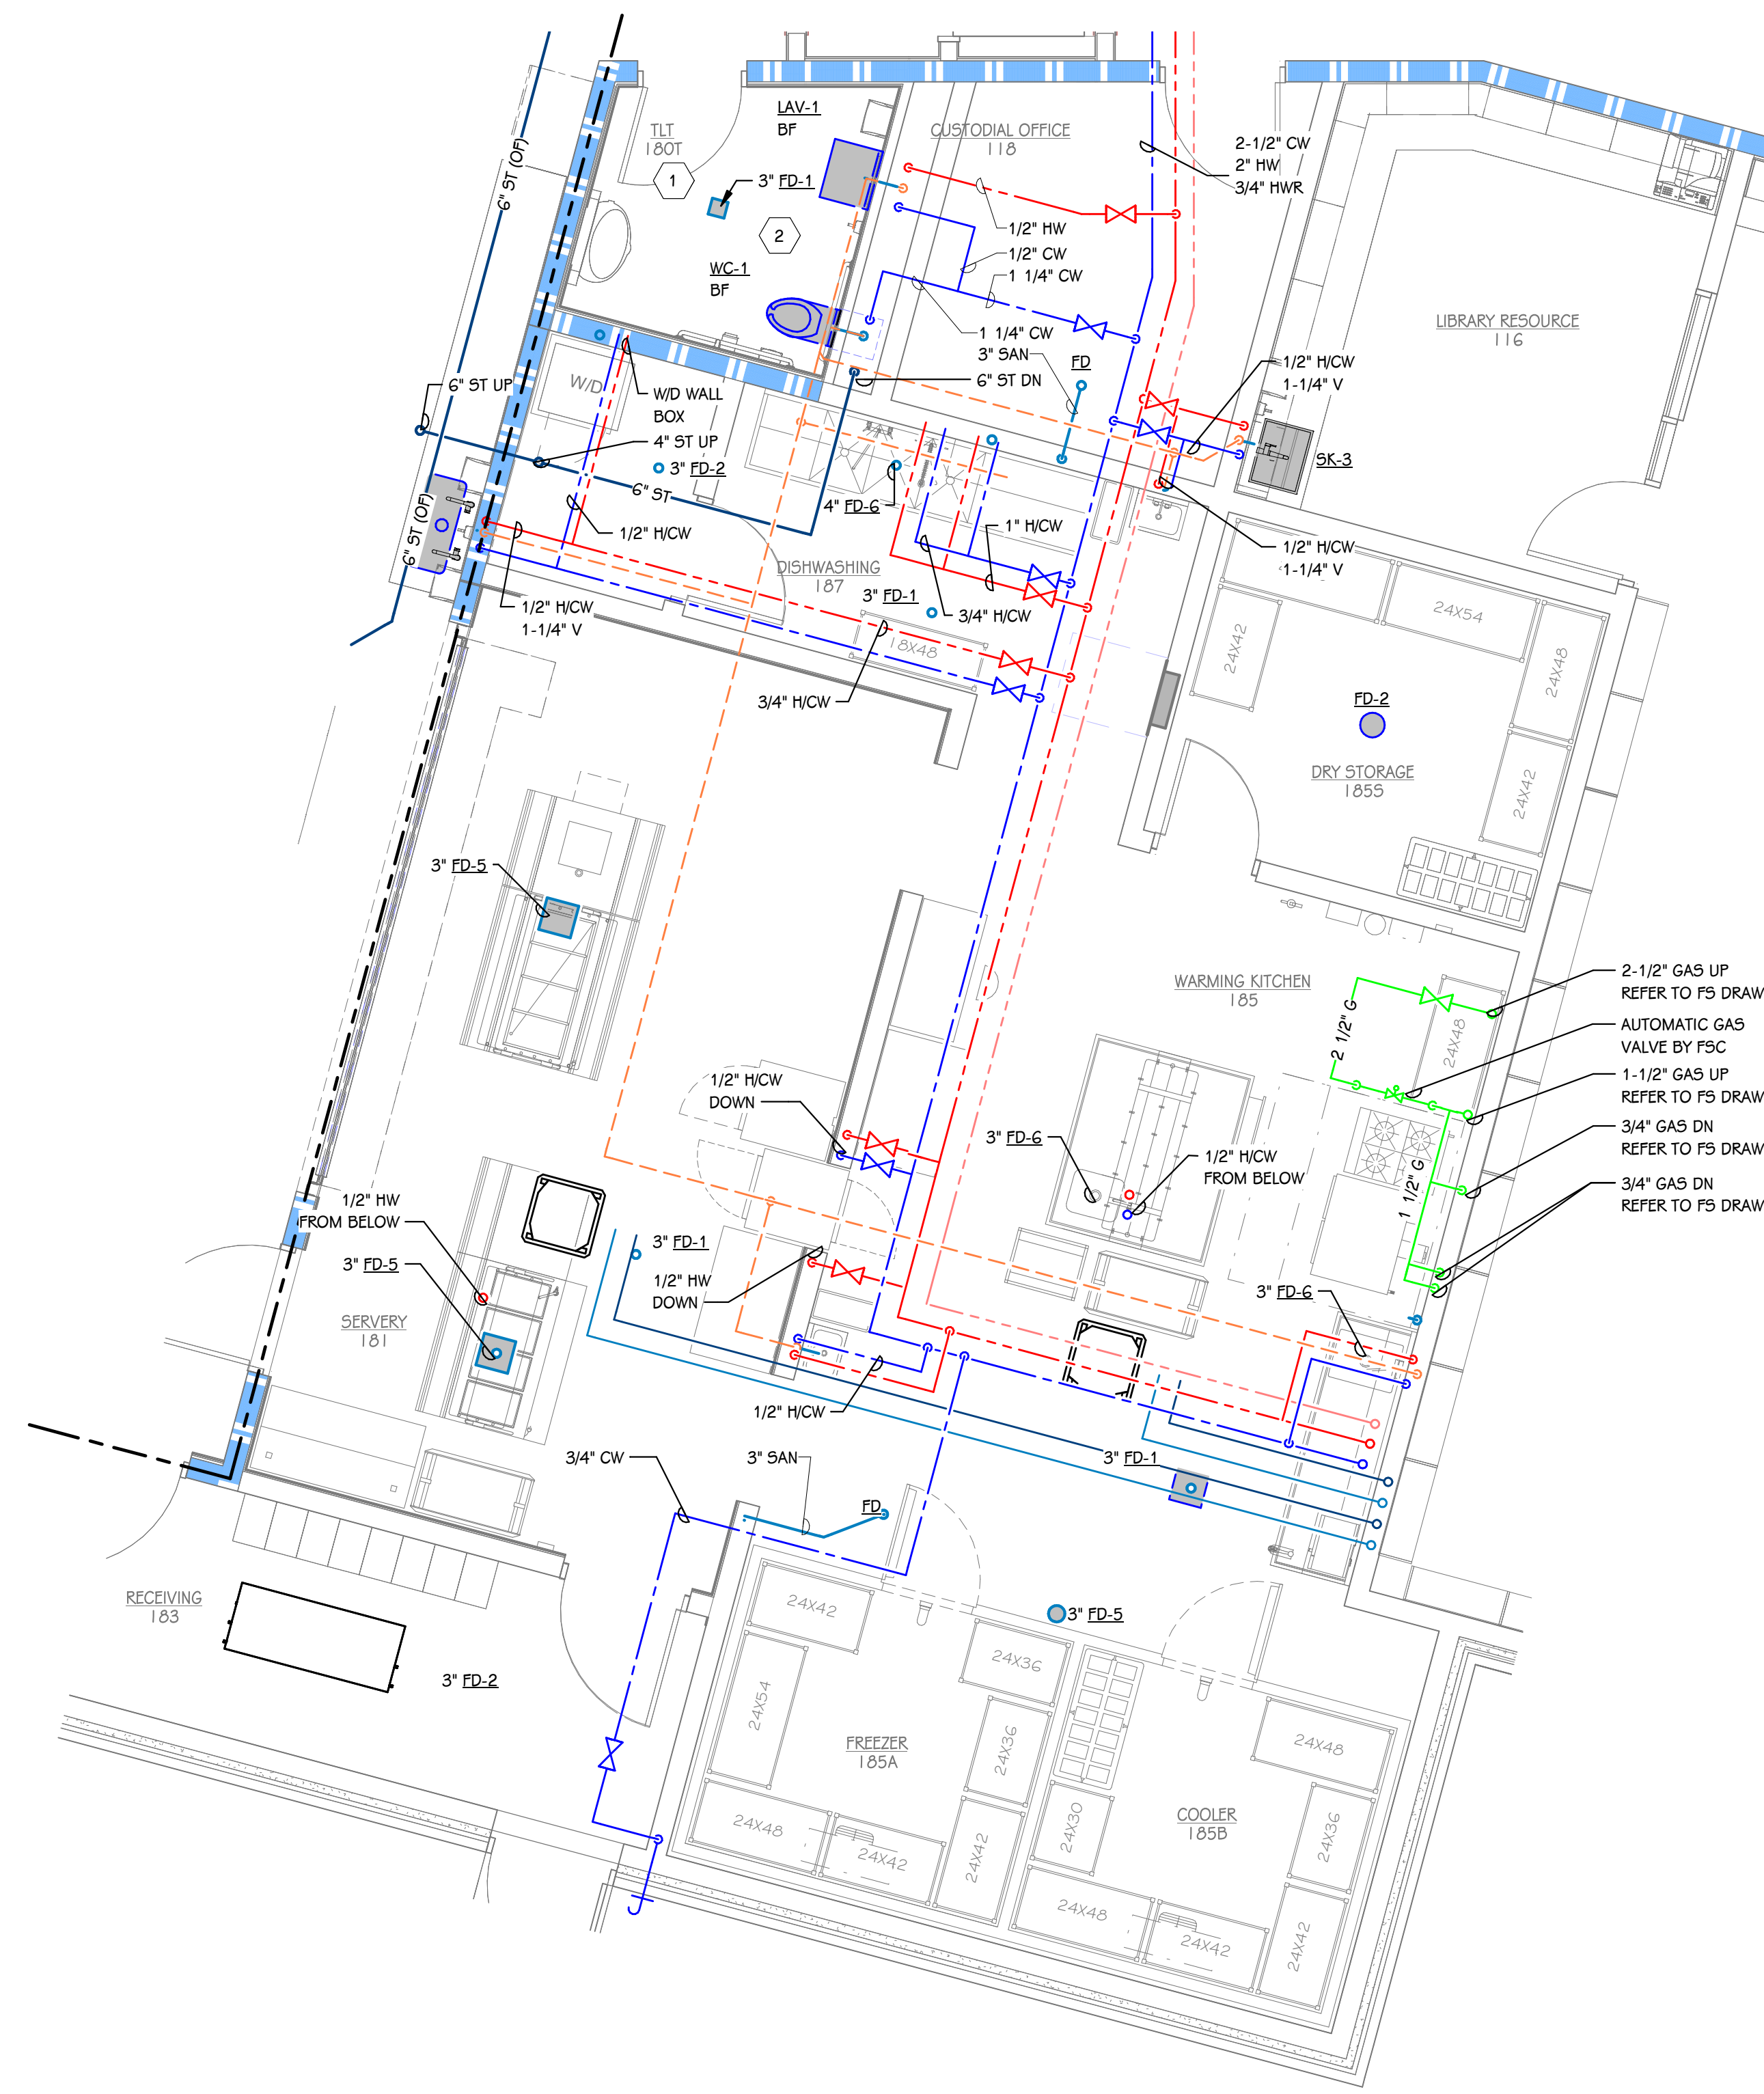 6" ST (OF)
TLT
180T
1
LAV-1
BF
3" FD-1
2
WC-1
BF
CUSTODIAL OFFICE
118
2-1/2" CW
2" HW
3/4" HWR
1/2" HW
1/2" CW
1 1/4" CW
1 1/4" CW
3" SAN
FD
6" ST DN
LIBRARY RESOURCE
116
1/2" H/CW
1-1/4" V
SK-3
6" ST UP
W/D
W/D WALL
BOX
4" ST UP
3" FD-2
6" ST
4" FD-6
6" ST (OF)
1/2" H/CW
1" H/CW
1/2" H/CW
1-1/4" V
DISHWASHING
187
3" FD-1
3/4" H/CW
1/2" H/CW
1-1/4" V
18X48
3/4" H/CW
24X42
24X54
24X48
FD-2
DRY STORAGE
185S
24X42
3" FD-5
WARMING KITCHEN
185
2 1/2" G
24X48
2-1/2" GAS UP
REFER TO FS DRAW
AUTOMATIC GAS
VALVE BY FSC
1-1/2" GAS UP
REFER TO FS DRAW
3/4" GAS DN
REFER TO FS DRAW
3/4" GAS DN
REFER TO FS DRAW
1 1/2" G
1/2" H/CW
DOWN
3" FD-6
1/2" H/CW
FROM BELOW
1/2" HW
FROM BELOW
3" FD-5
3" FD-1
1/2" HW
DOWN
3" FD-6
SERVERY
181
1/2" H/CW
3/4" CW
3" SAN
FD
3" FD-1
RECEIVING
183
3" FD-2
3" FD-5
24X42
24X54
24X36
24X36
FREEZER
185A
24X48
24X42
24X42
24X48
24X36
COOLER
185B
24X30
24X48
24X42
24X42